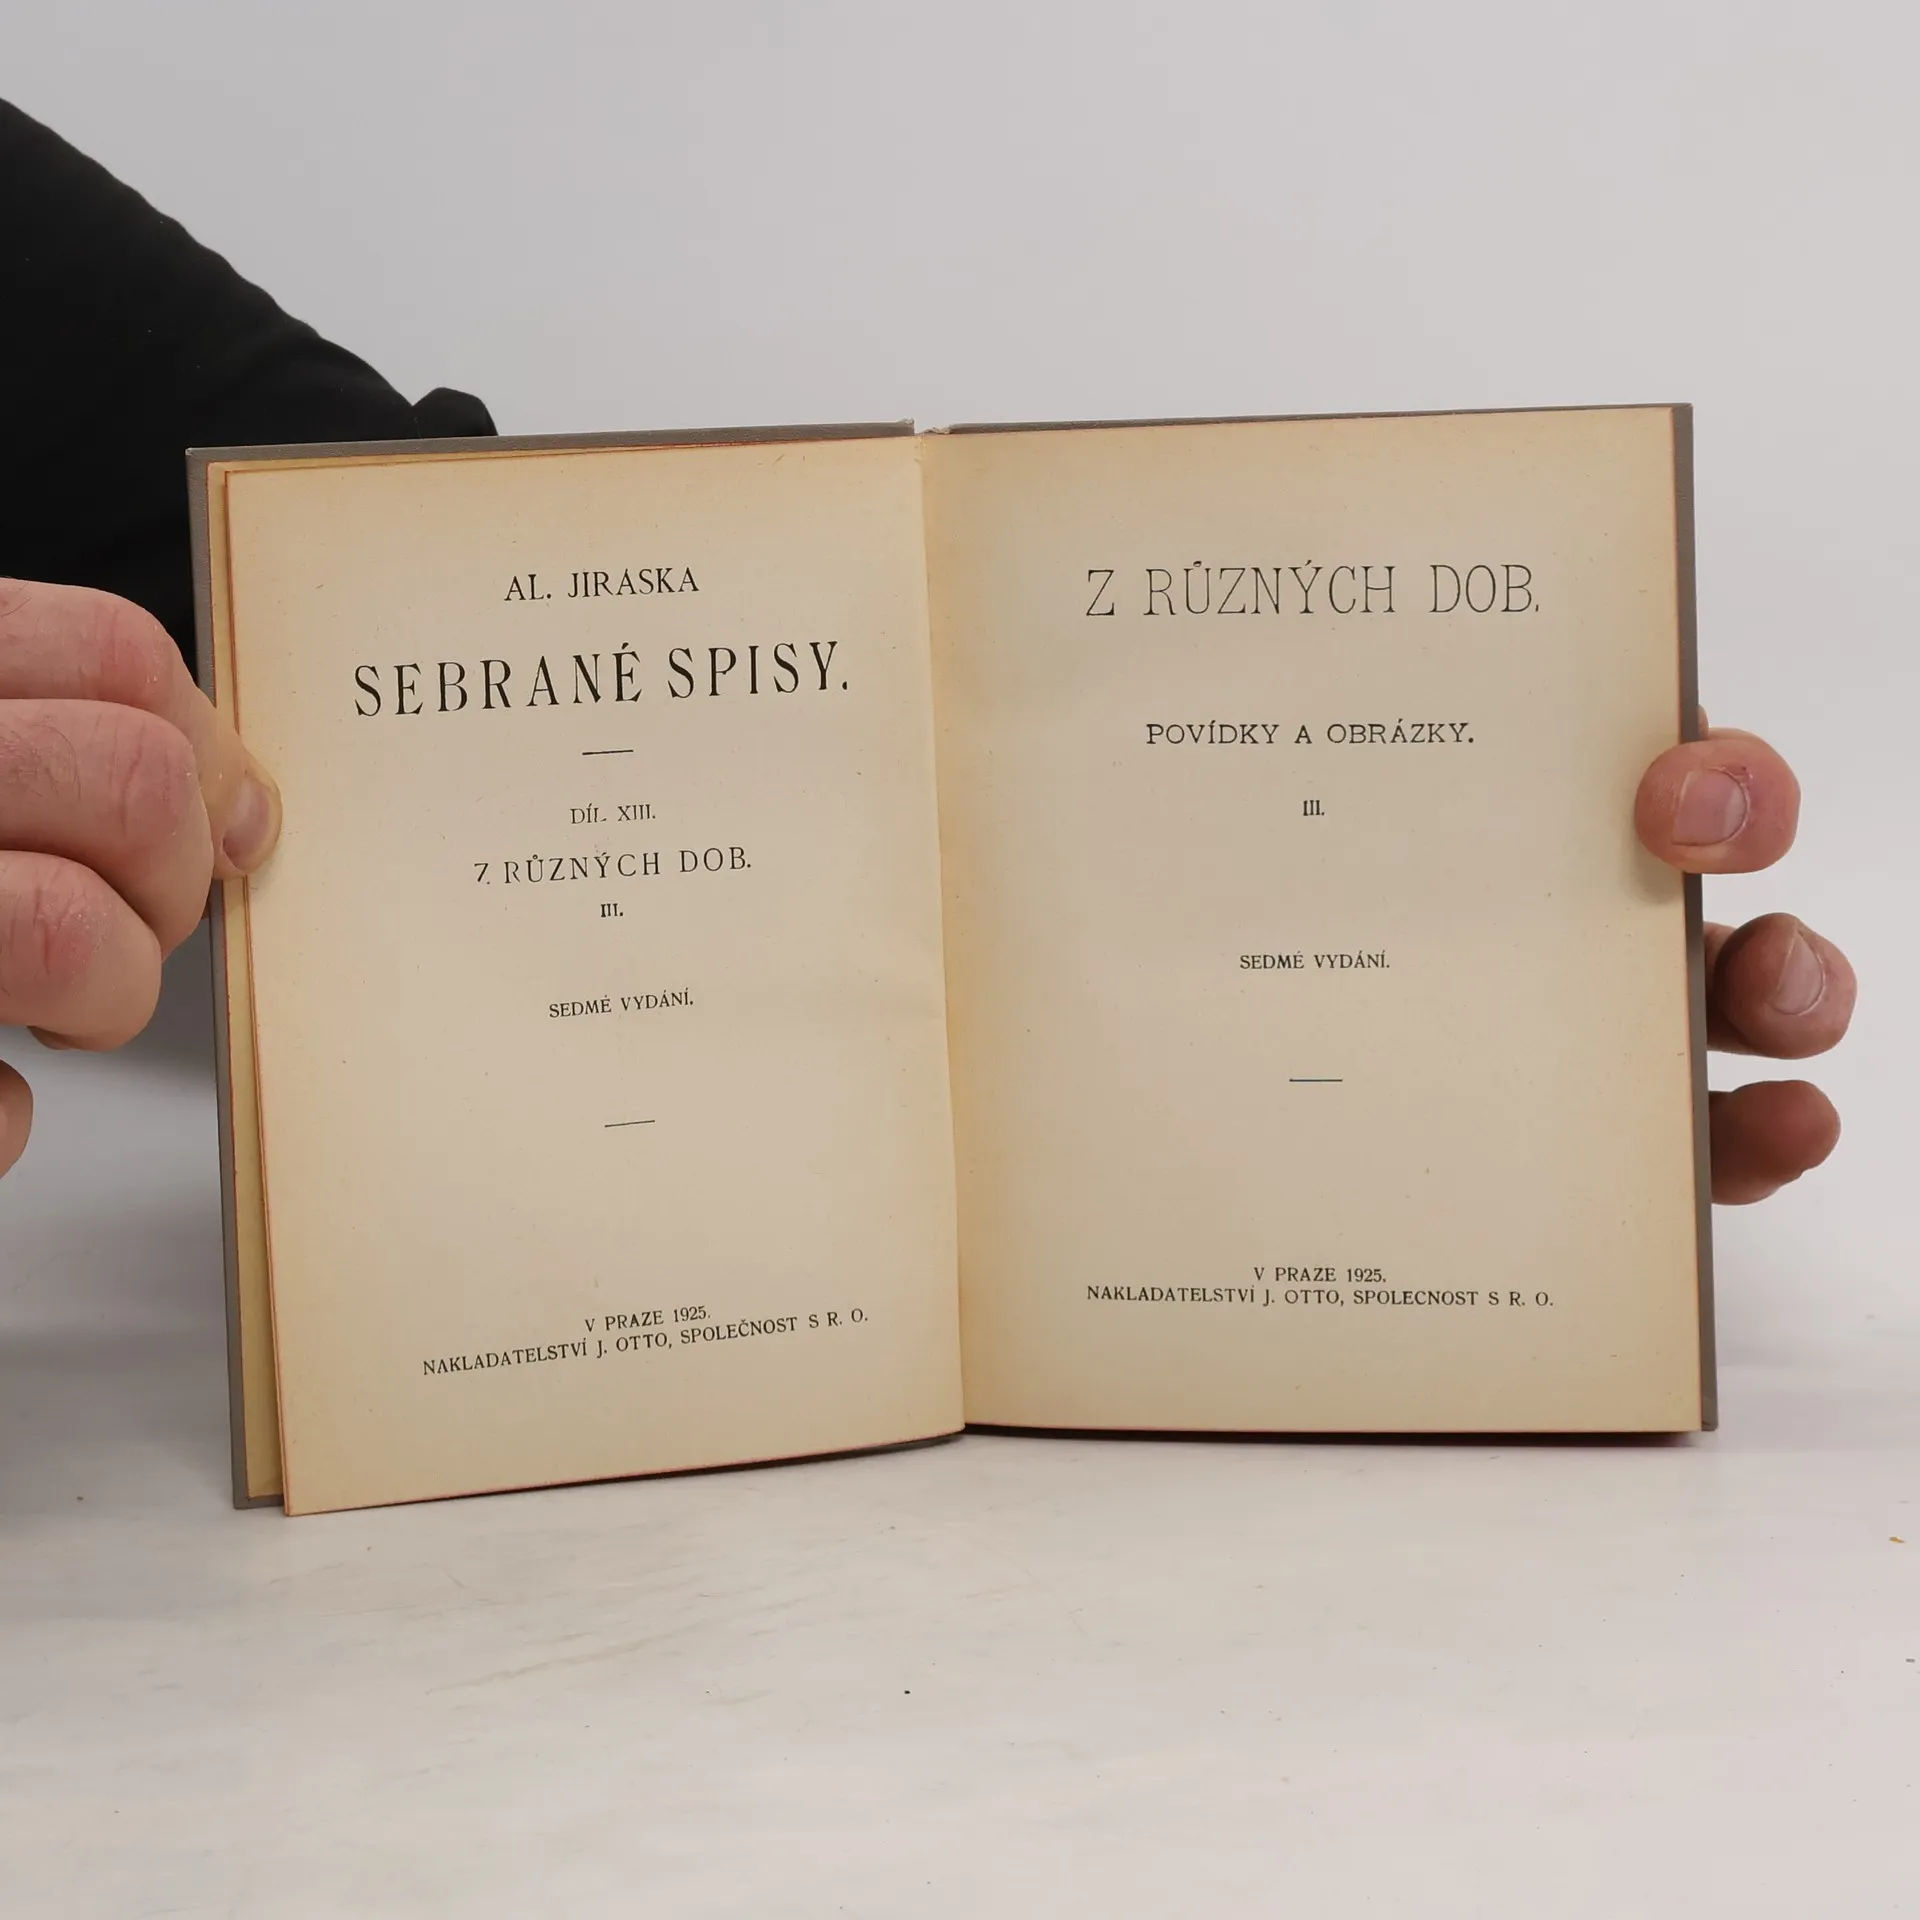 AL. JIRÁSKA
SEBRANÉ SPISY.
DÍL XIII.
Z RŮZNÝCH DOB.
III.
SEDMÉ VYDÁNÍ.
V PRAZE 1925.
NAKLADATELSTVÍ J. OTTO, SPOLEČNOST S R. O.
Z RŮZNÝCH DOB.
POVÍDKY A OBRÁZKY.
III.
SEDMÉ VYDÁNÍ.
V PRAZE 1925.
NAKLADATELSTVÍ J. OTTO, SPOLECNOST S R. O.